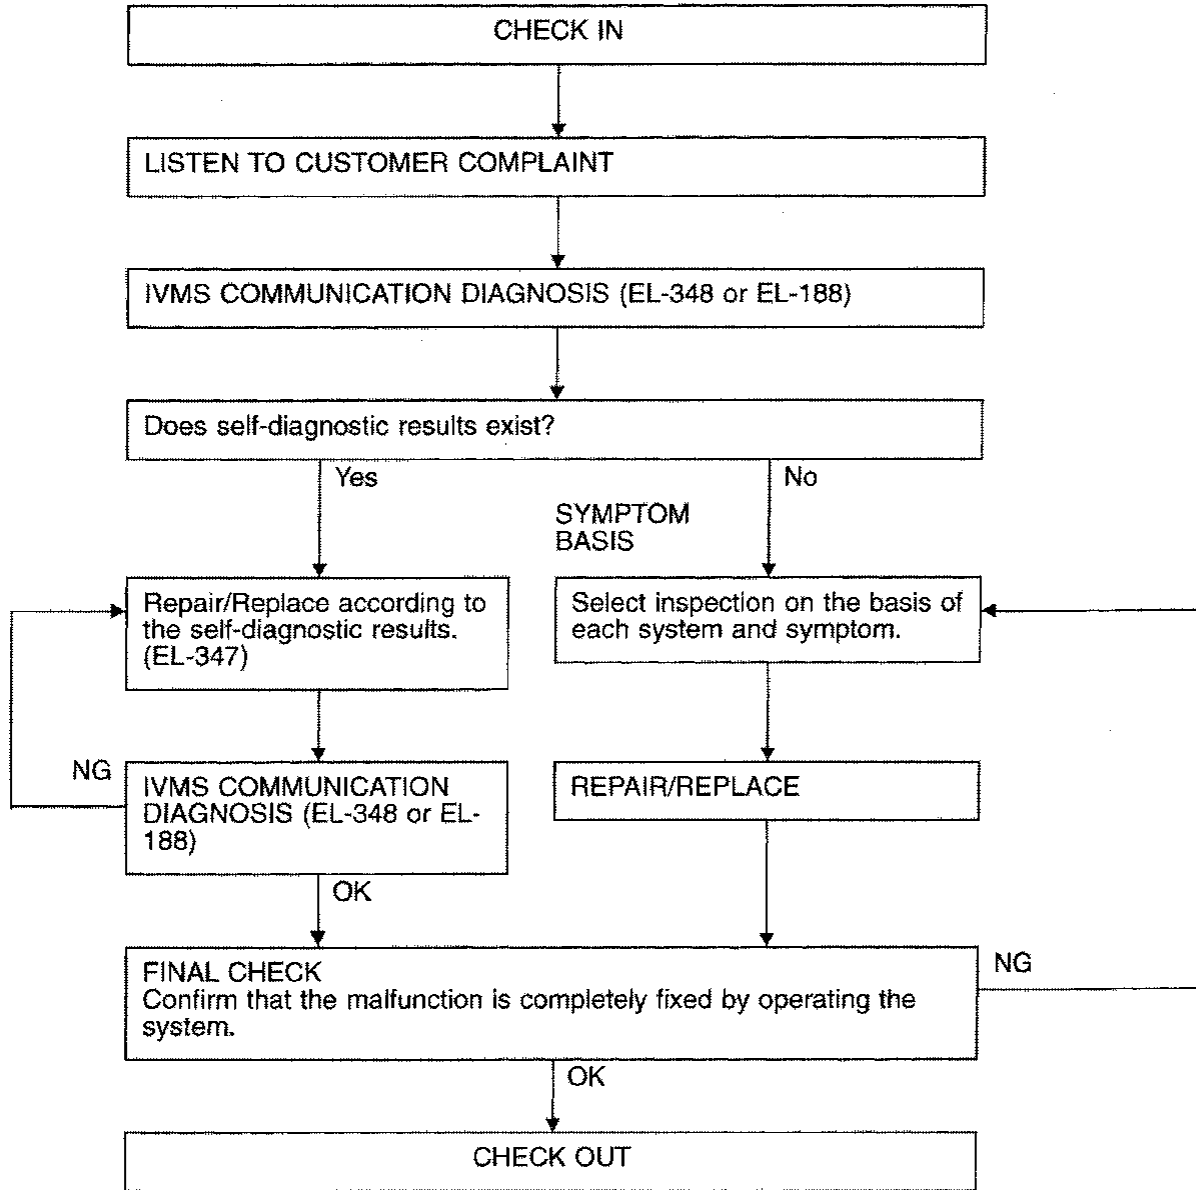 CHECK IN
LISTEN TO CUSTOMER COMPLAINT
IVMS COMMUNICATION DIAGNOSIS (EL-348 or EL-188)
Does self-diagnostic results exist?
Yes
No
SYMPTOM
BASIS
Repair/Replace according to
the self-diagnostic results.
(EL-347)
Select inspection on the basis of
each system and symptom.
NG
IVMS COMMUNICATION
DIAGNOSIS (EL-348 or EL-
188)
REPAIR/REPLACE
OK
FINAL CHECK
Confirm that the malfunction is completely fixed by operating the
system.
NG
OK
CHECK OUT